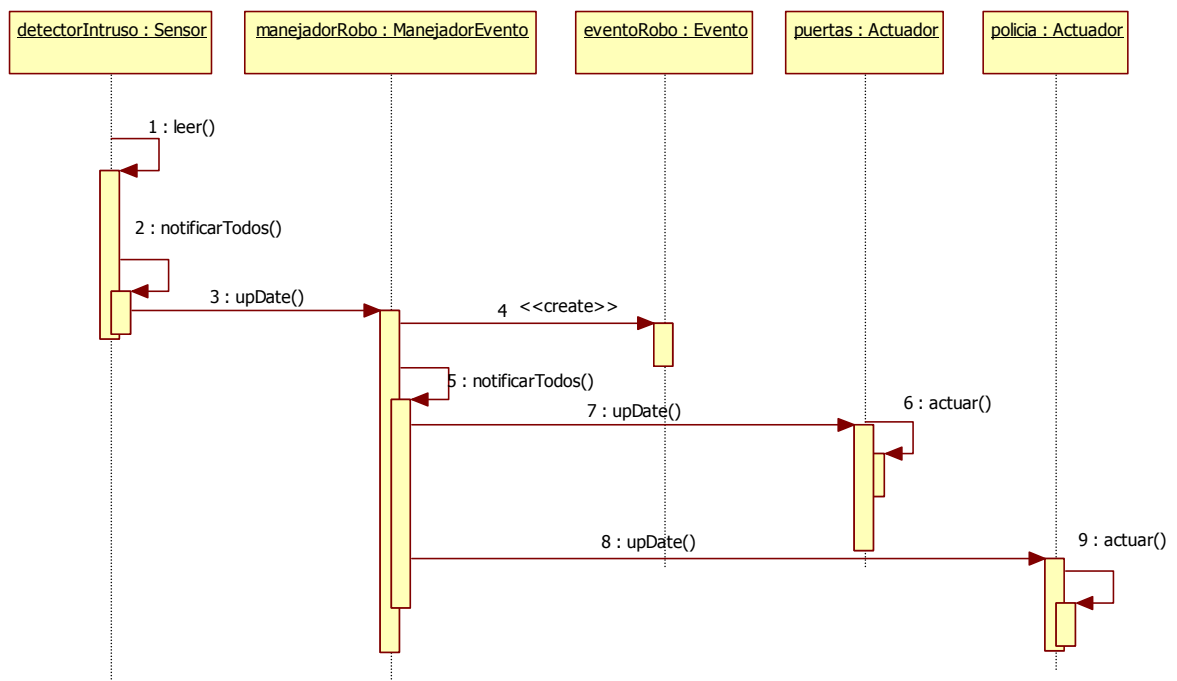 detectorIntruso : Sensor
manejadorRobo : ManejadorEvento
eventoRobo : Evento
puertas : Actuador
policia : Actuador
1 : leer()
2 : notificarTodos()
3 : upDate()
4 <<create>>
5 : notificarTodos()
6 : actuar()
7 : upDate()
8 : upDate()
9 : actuar()